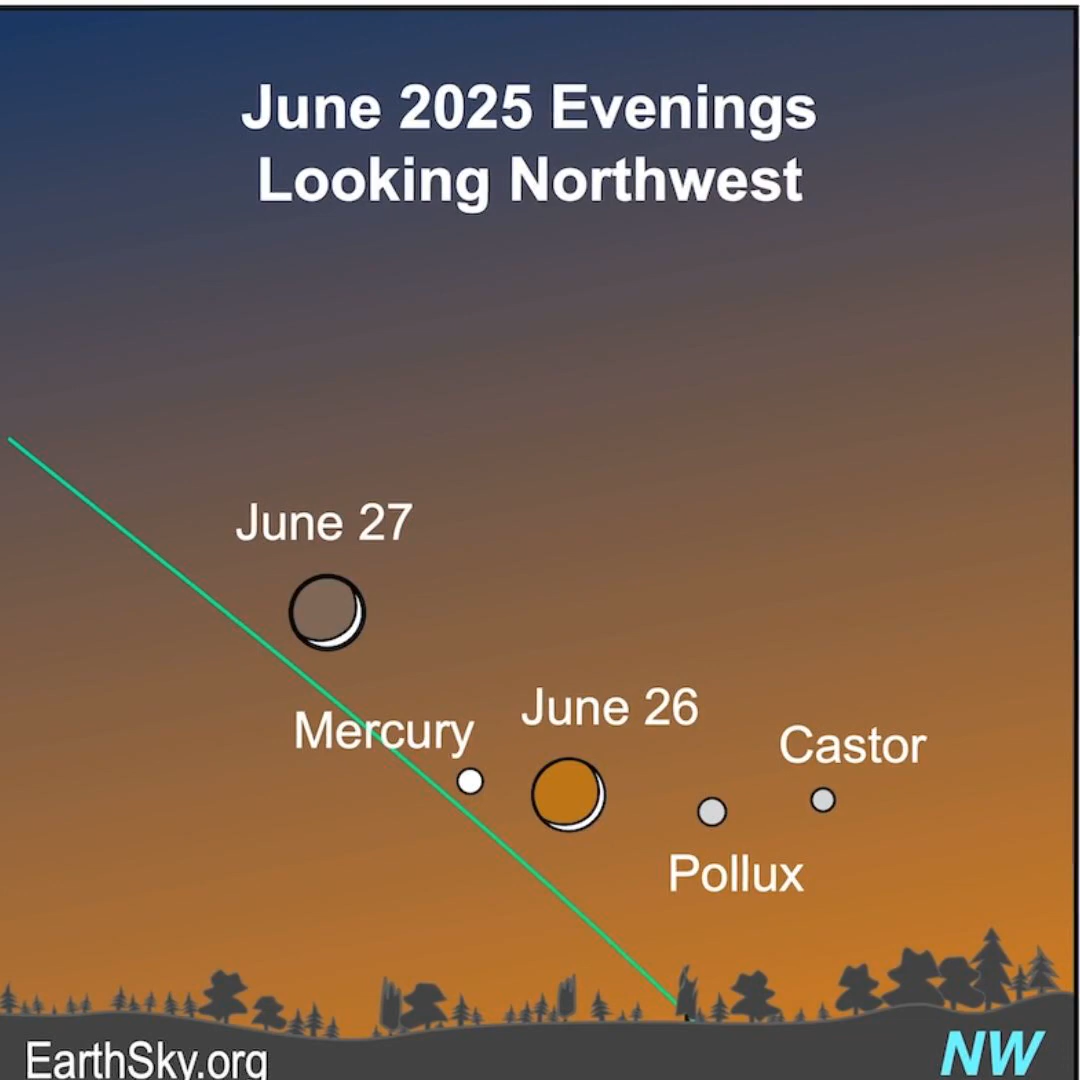 June 2025 Evenings
Looking Northwest
June 27
Mercury
June 26
Castor
Pollux
EarthSky.org
NW